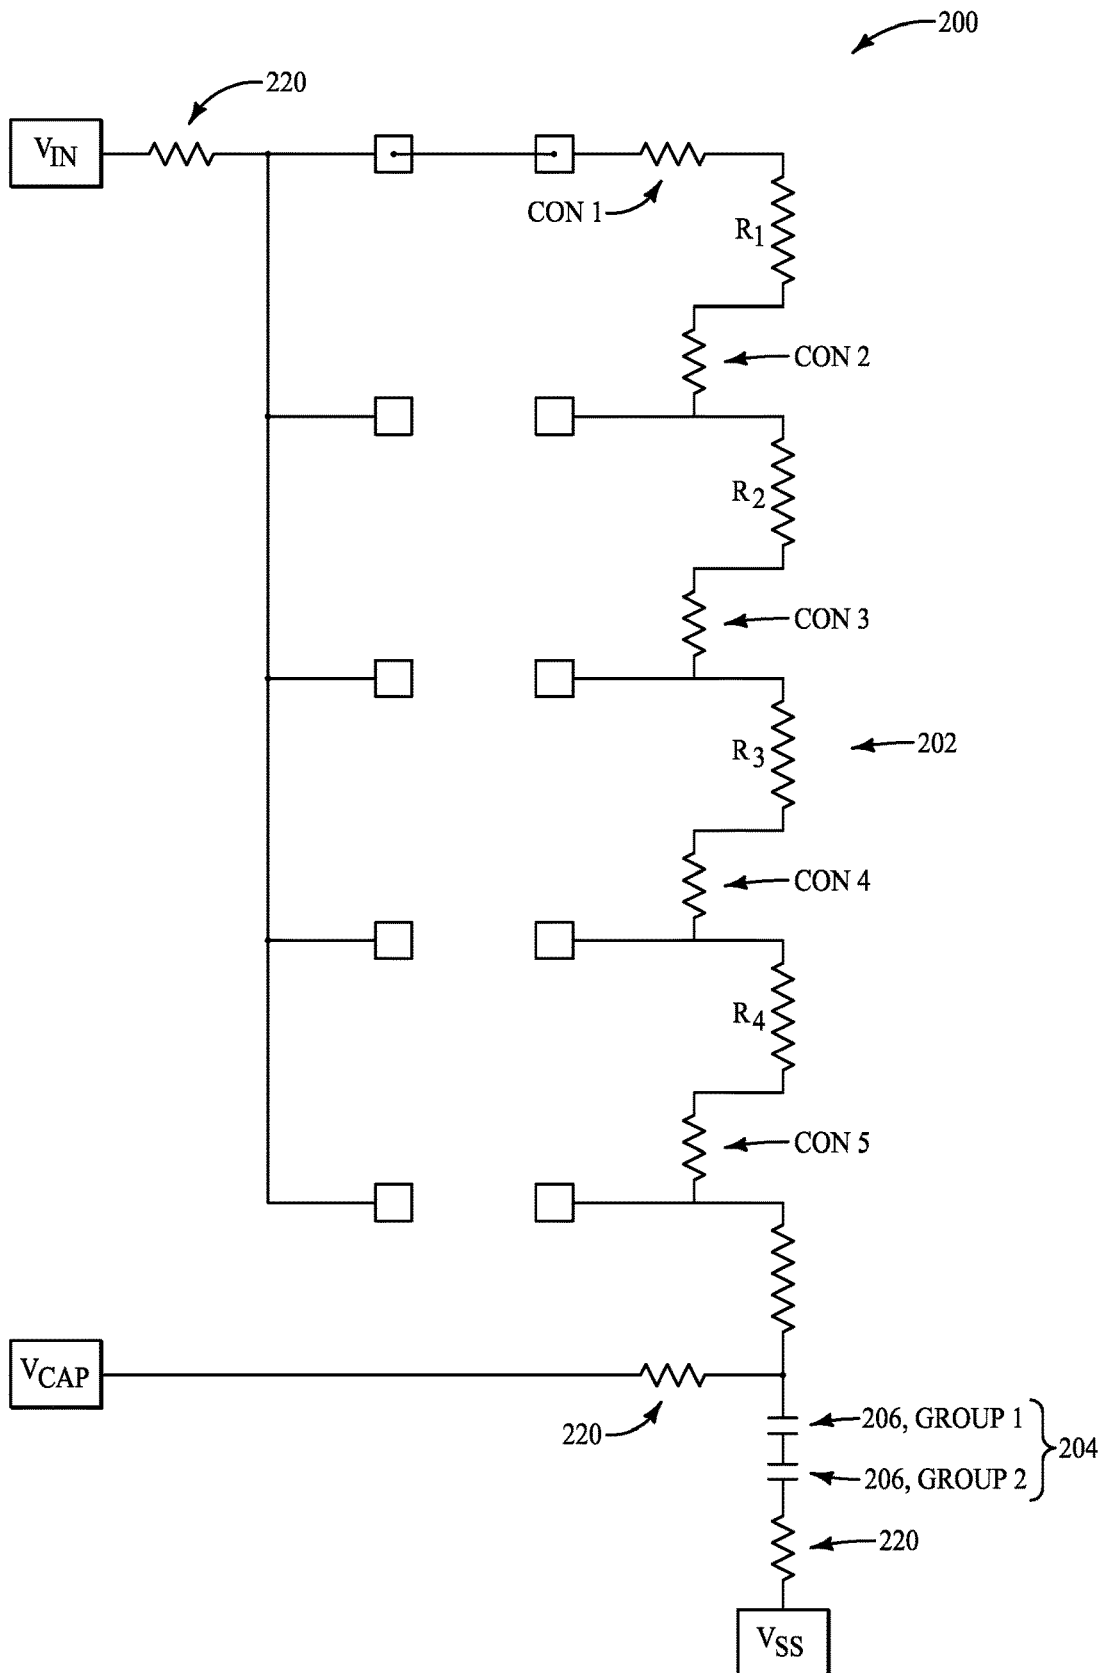 200
220
VIN
CON 1
R1
CON 2
R2
CON 3
R3
202
CON 4
R4
CON 5
VCAP
220
206, GROUP 1
204
206, GROUP 2
220
VSS